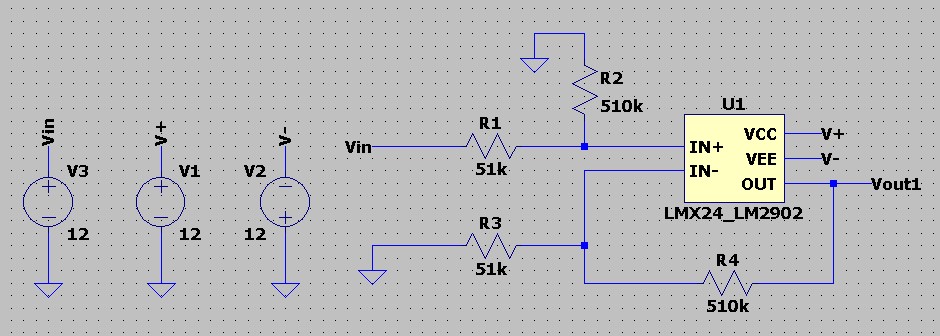 R2
510k
U1
Vin
V+
V-
R1
VCC
V+
Vin
IN+
VEE
V-
51k
IN-
V3
V1
V2
OUT
Vout1
LMX24_LM2902
12
12
12
R3
51k
R4
510k